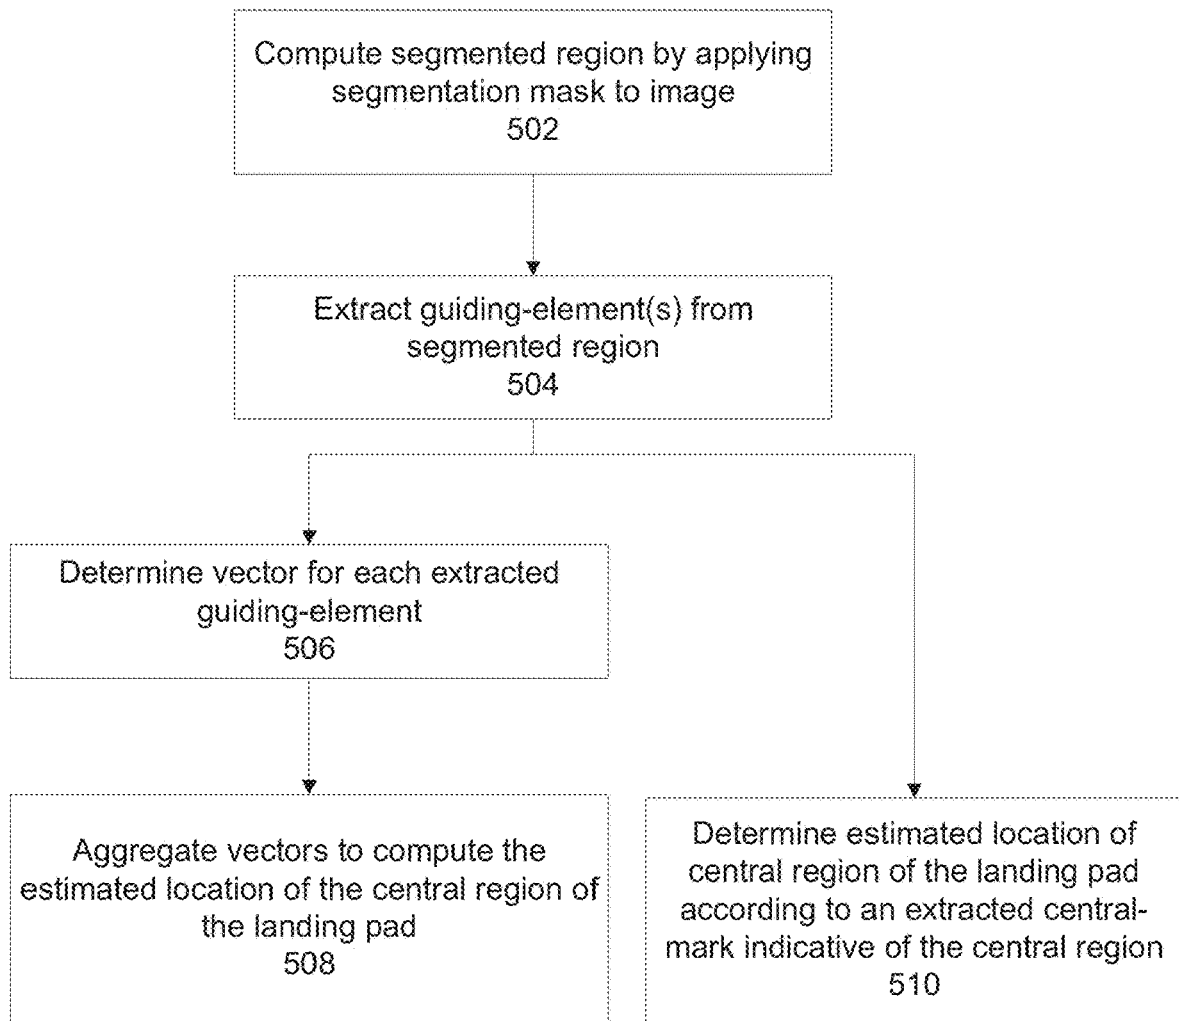 Compute segmented region by applying
segmentation mask to image
502
Extract guiding-element(s) from
segmented region
504
Determine vector for each extracted
guiding-element
506
Aggregate vectors to compute the
estimated location of the central region of
the landing pad
508
Determine estimated location of
central region of the landing pad
according to an extracted central-
mark indicative of the central region
510